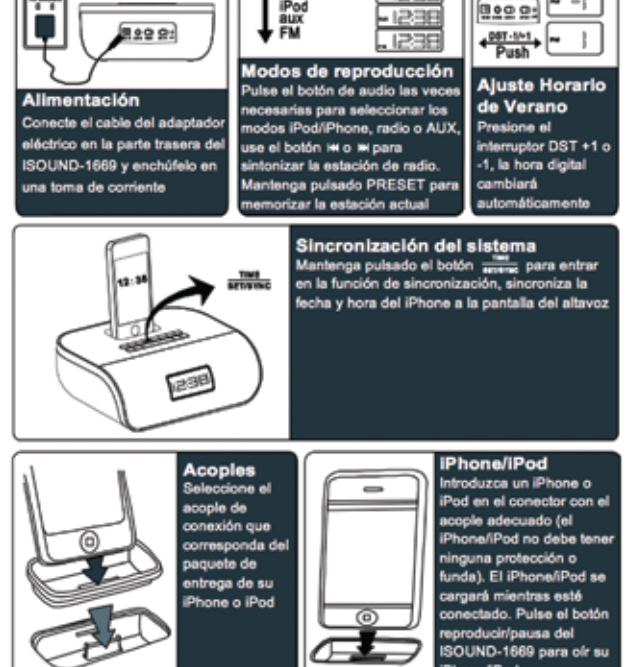 iPod
aux
FM
12:38
12:38
DST -1/+1
Push
Alimentación
Conecte el cable del adaptador
eléctrico en la parte trasera del
ISOUND-1669 y enchúfelo en
una toma de corriente
Modos de reproducción
Pulse el botón de audio las veces
necesarias para seleccionar los
modos iPod/iPhone, radio o AUX,
use el botón ⏮ o ⏭ para
sintonizar la estación de radio.
Mantenga pulsado PRESET para
memorizar la estación actual
Ajuste Horario
de Verano
Presione el
interruptor DST +1 o
-1, la hora digital
cambiará
automáticamente
12:38
TIME
SET/SYNC
12:38
Sincronización del sistema
Mantenga pulsado el botón TIME SET/SYNC para entrar
en la función de sincronización, sincroniza la
fecha y hora del iPhone a la pantalla del altavoz
Acoples
Seleccione el
acople de
conexión que
corresponda del
paquete de
entrega de su
iPhone o iPod
iPhone/iPod
Introduzca un iPhone o
iPod en el conector con el
acople adecuado (el
iPhone/iPod no debe tener
ninguna protección o
funda). El iPhone/iPod se
cargará mientras esté
conectado. Pulse el botón
reproducir/pausa del
ISOUND-1669 para oír su